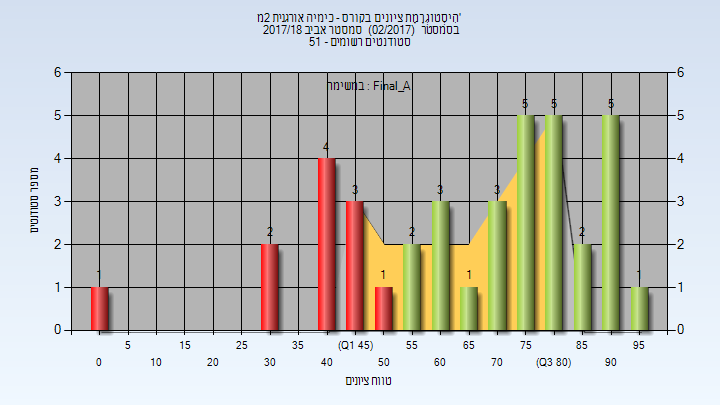 היסטוגרמת ציונים בקורס - כימיה אורגנית 2מ'
בסמסטר (02/2017) סמסטר אביב 2017/18
סטודנטים רשומים - 51
במשימה : Final_A
מספר סטודנטים
6 6
5 5
4 4
3 3
2 2
1 1
0 0
1 2 4 3 1 2 3 1 3 5 5 2 5 1
5 15 25 35 (Q1 45) 55 65 75 85 95
0 10 20 30 40 50 60 70 (Q3 80) 90
טווח ציונים